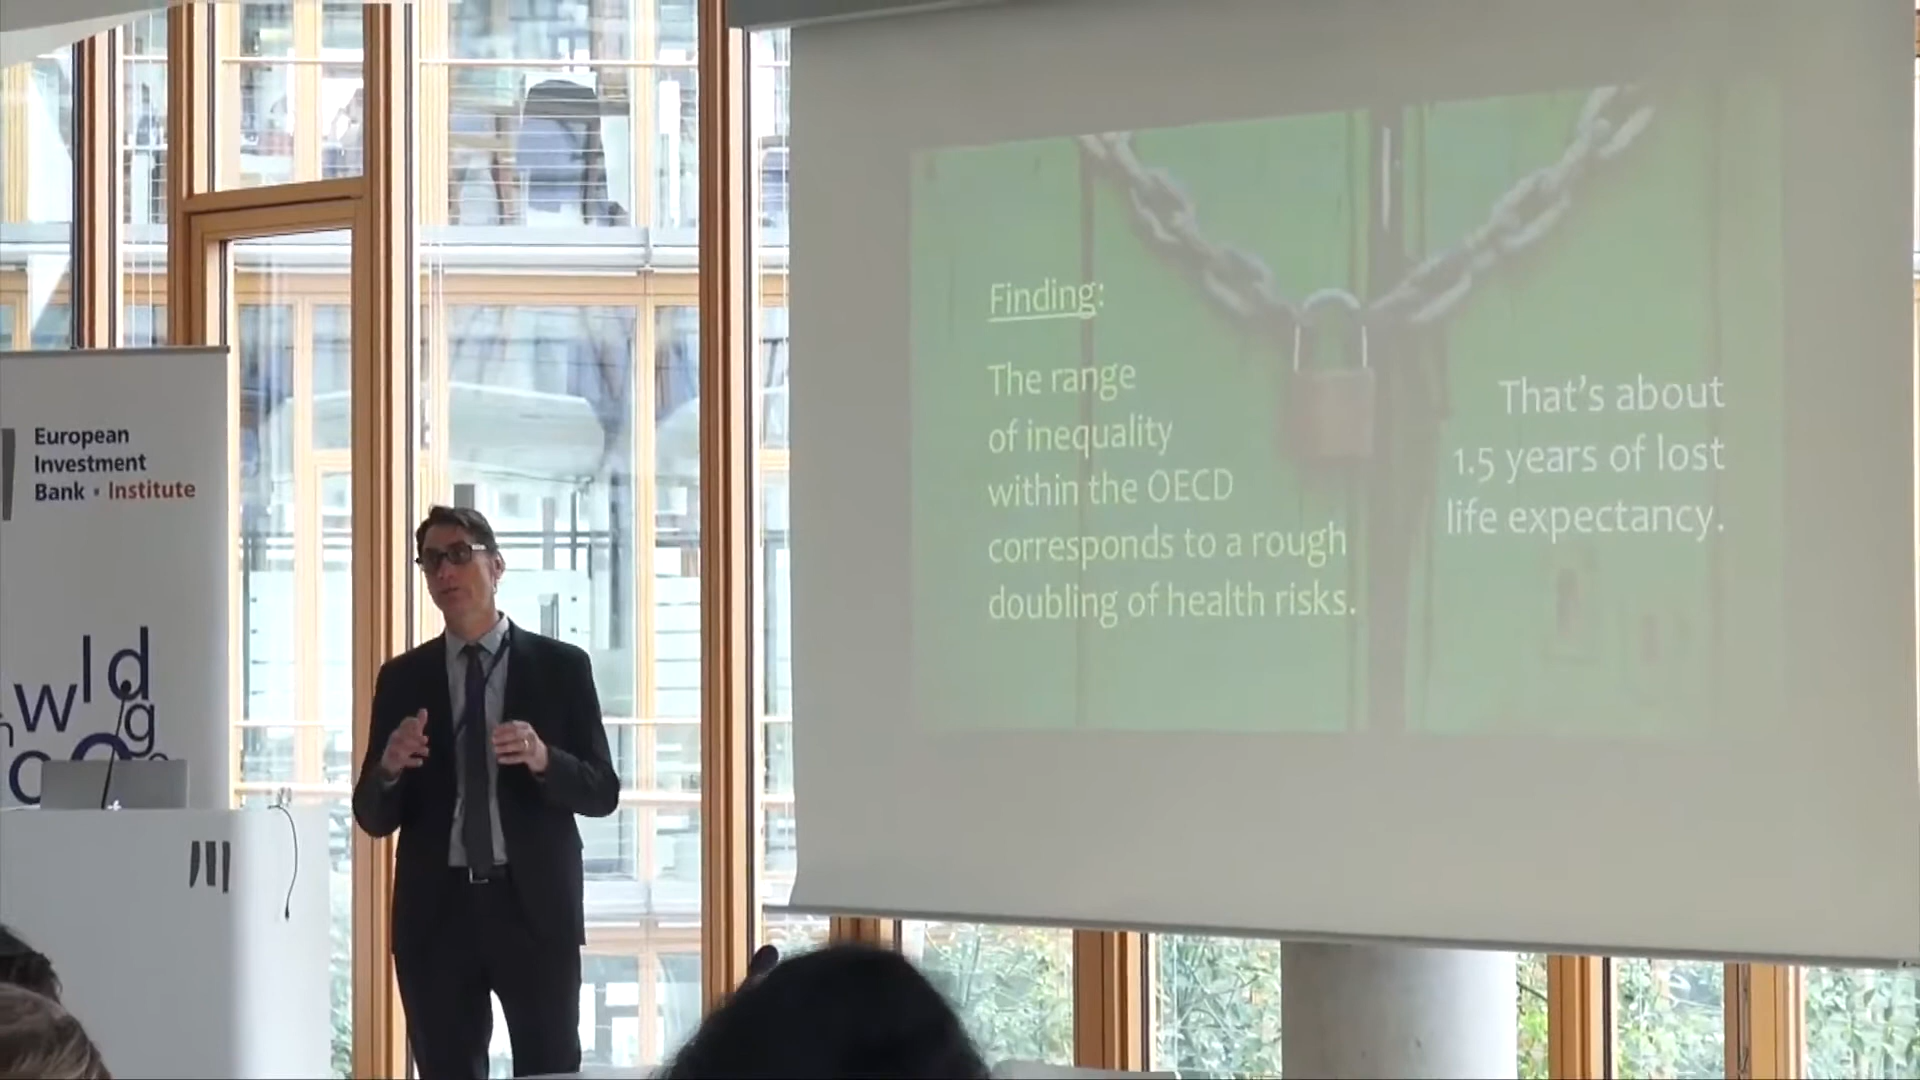 European
Investment
Bank • Institute
Finding:
The range
of inequality
within the OECD
corresponds to a rough
doubling of health risks.
That's about
1.5 years of lost
life expectancy.